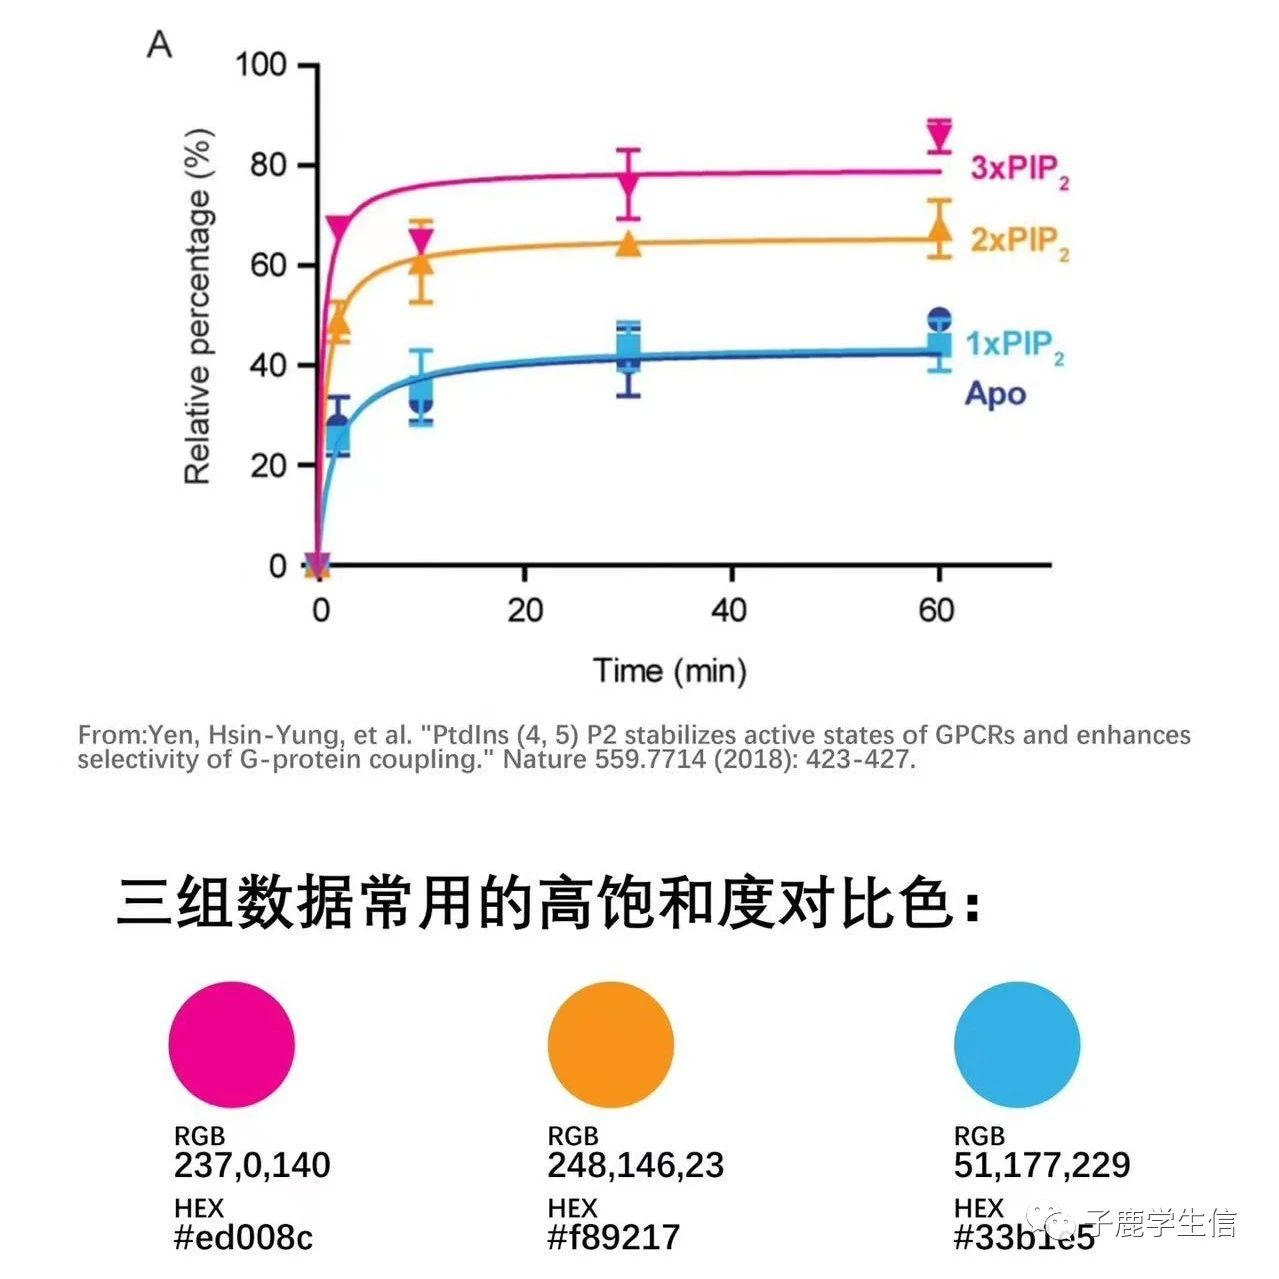 A
100
80
60
40
20
0
Relative percentage (%)
3xPIP₂
2xPIP₂
1xPIP₂
Apo
0 20 40 60
Time (min)
From:Yen, Hsin-Yung, et al. "PtdIns (4, 5) P2 stabilizes active states of GPCRs and enhances
selectivity of G-protein coupling." Nature 559.7714 (2018): 423-427.
三组数据常用的高饱和度对比色：
RGB RGB RGB
237,0,140 248,146,23 51,177,229
HEX HEX HEX
#ed008c #f89217 #33b1e5
子鹿学生信